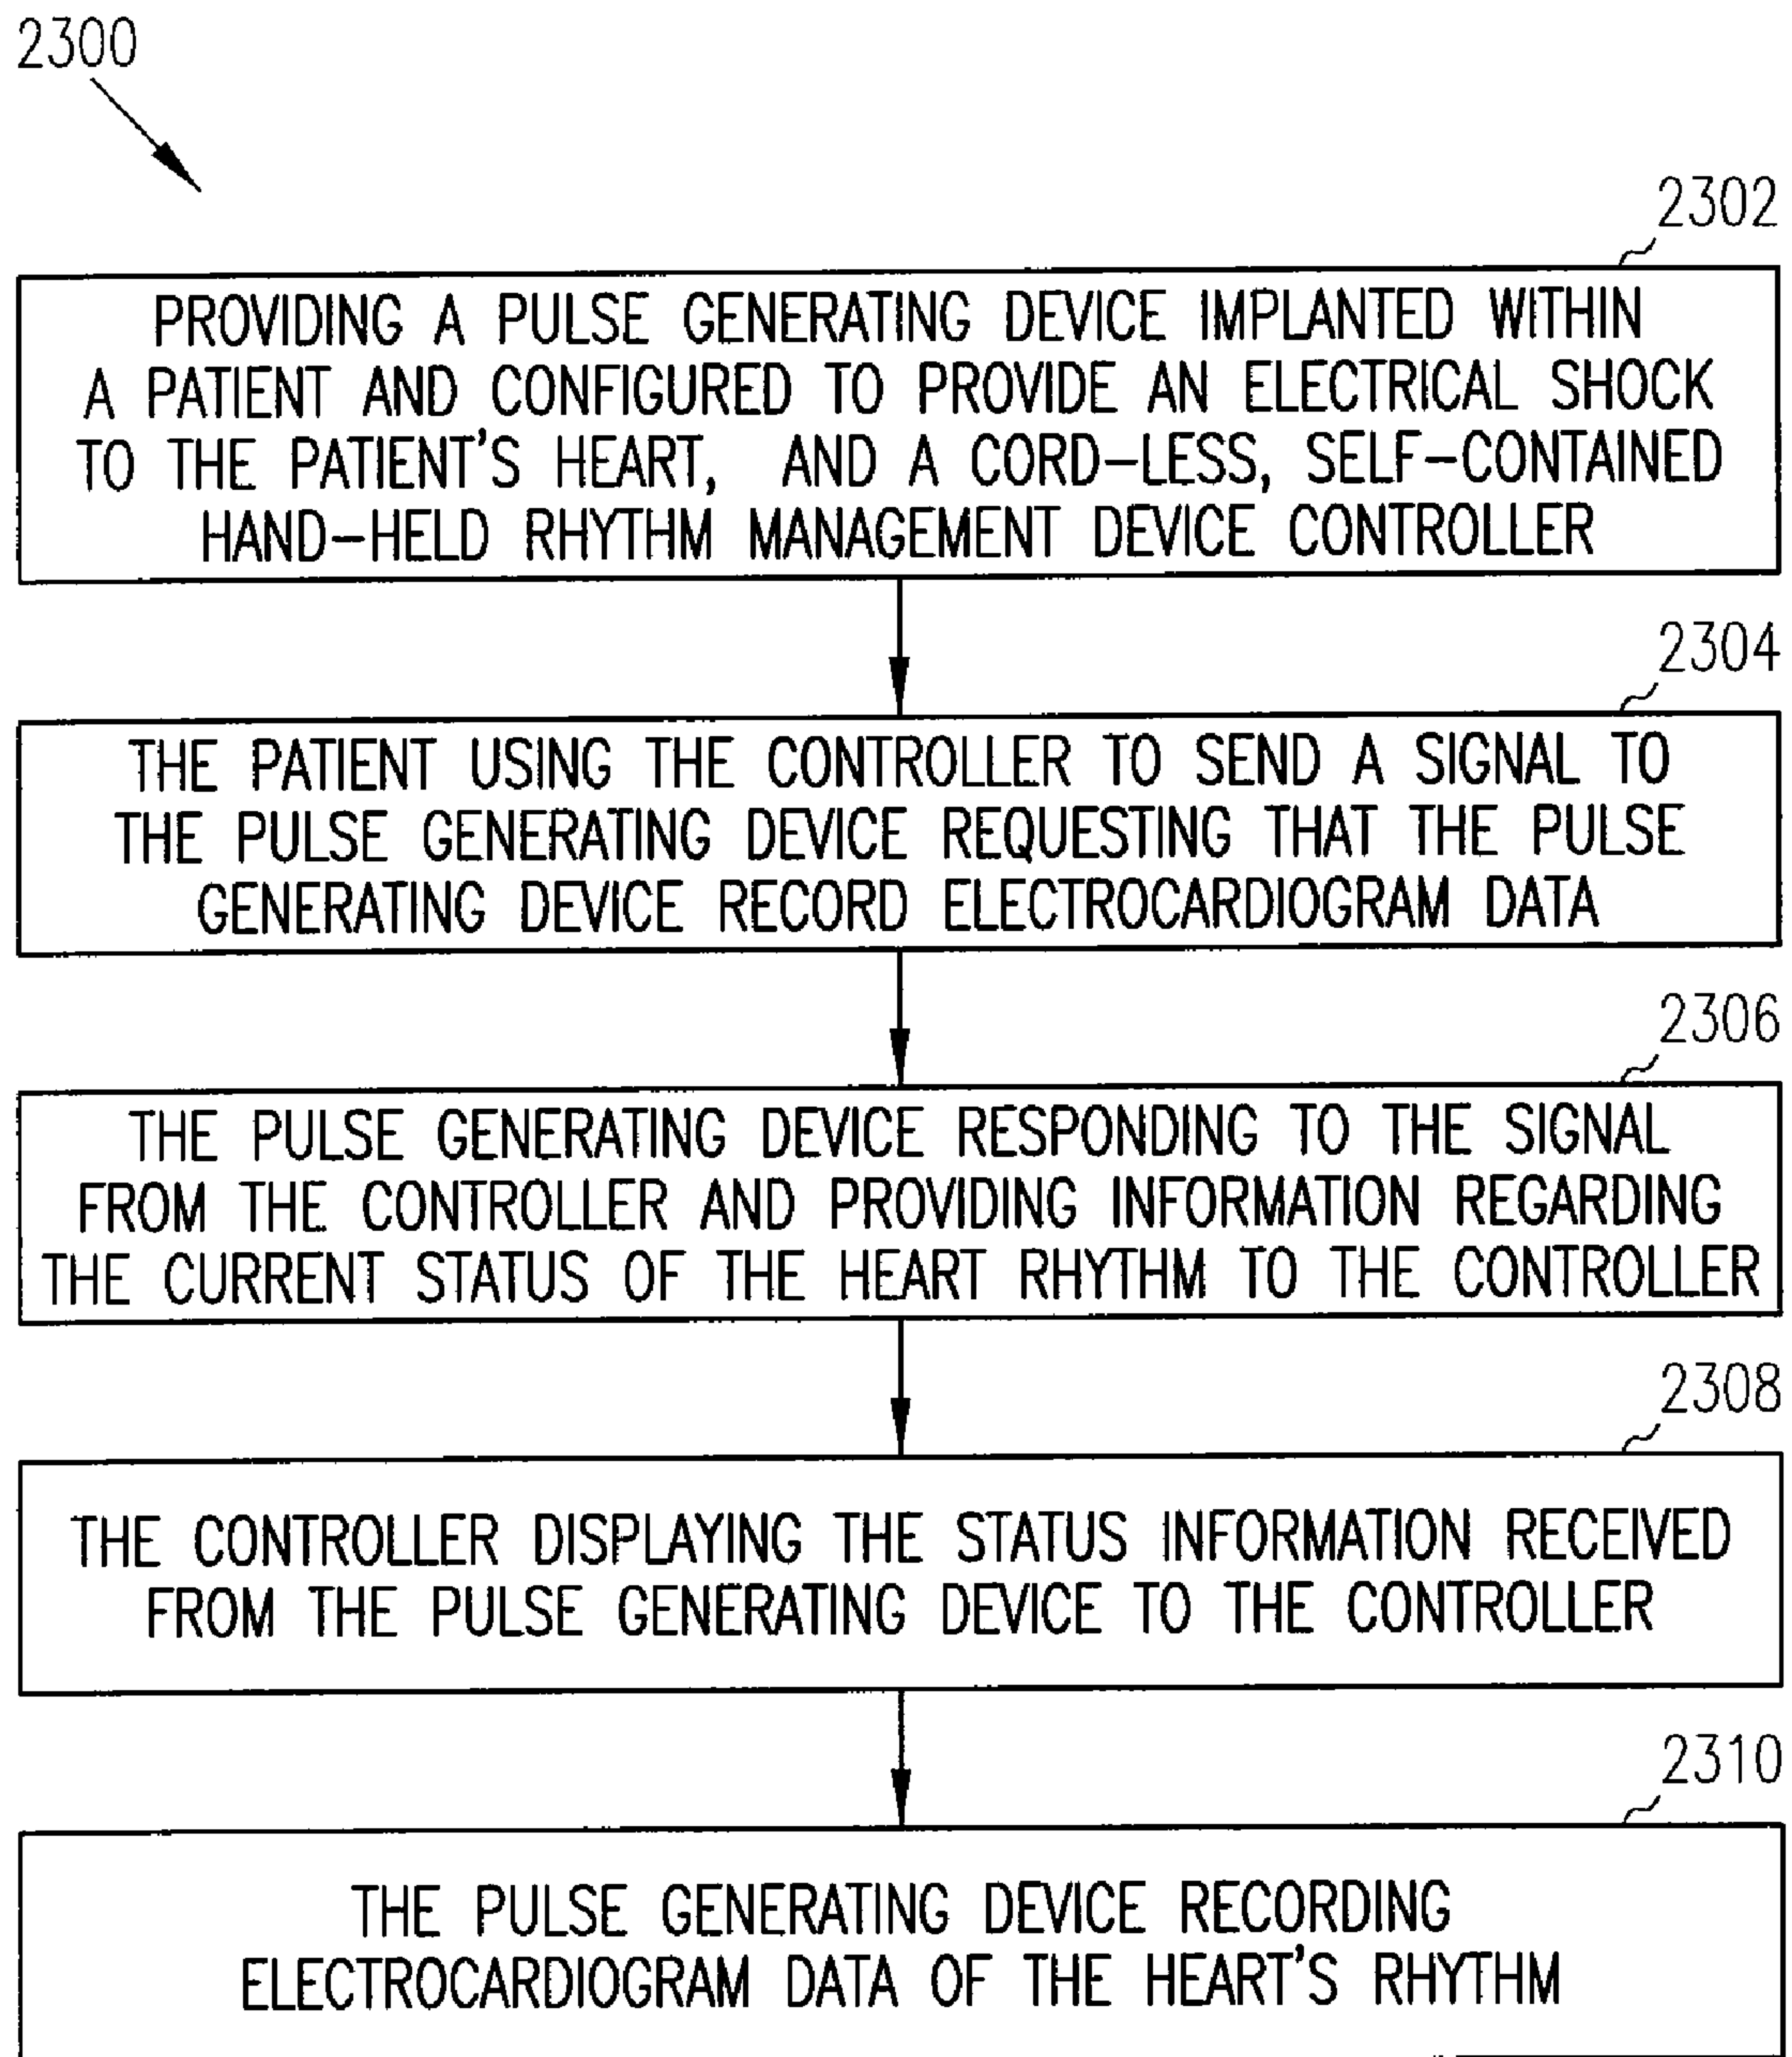 2300
2302
PROVIDING A PULSE GENERATING DEVICE IMPLANTED WITHIN
A PATIENT AND CONFIGURED TO PROVIDE AN ELECTRICAL SHOCK
TO THE PATIENT'S HEART, AND A CORD-LESS, SELF-CONTAINED
HAND-HELD RHYTHM MANAGEMENT DEVICE CONTROLLER
2304
THE PATIENT USING THE CONTROLLER TO SEND A SIGNAL TO
THE PULSE GENERATING DEVICE REQUESTING THAT THE PULSE
GENERATING DEVICE RECORD ELECTROCARDIOGRAM DATA
2306
THE PULSE GENERATING DEVICE RESPONDING TO THE SIGNAL
FROM THE CONTROLLER AND PROVIDING INFORMATION REGARDING
THE CURRENT STATUS OF THE HEART RHYTHM TO THE CONTROLLER
2308
THE CONTROLLER DISPLAYING THE STATUS INFORMATION RECEIVED
FROM THE PULSE GENERATING DEVICE TO THE CONTROLLER
2310
THE PULSE GENERATING DEVICE RECORDING
ELECTROCARDIOGRAM DATA OF THE HEART'S RHYTHM